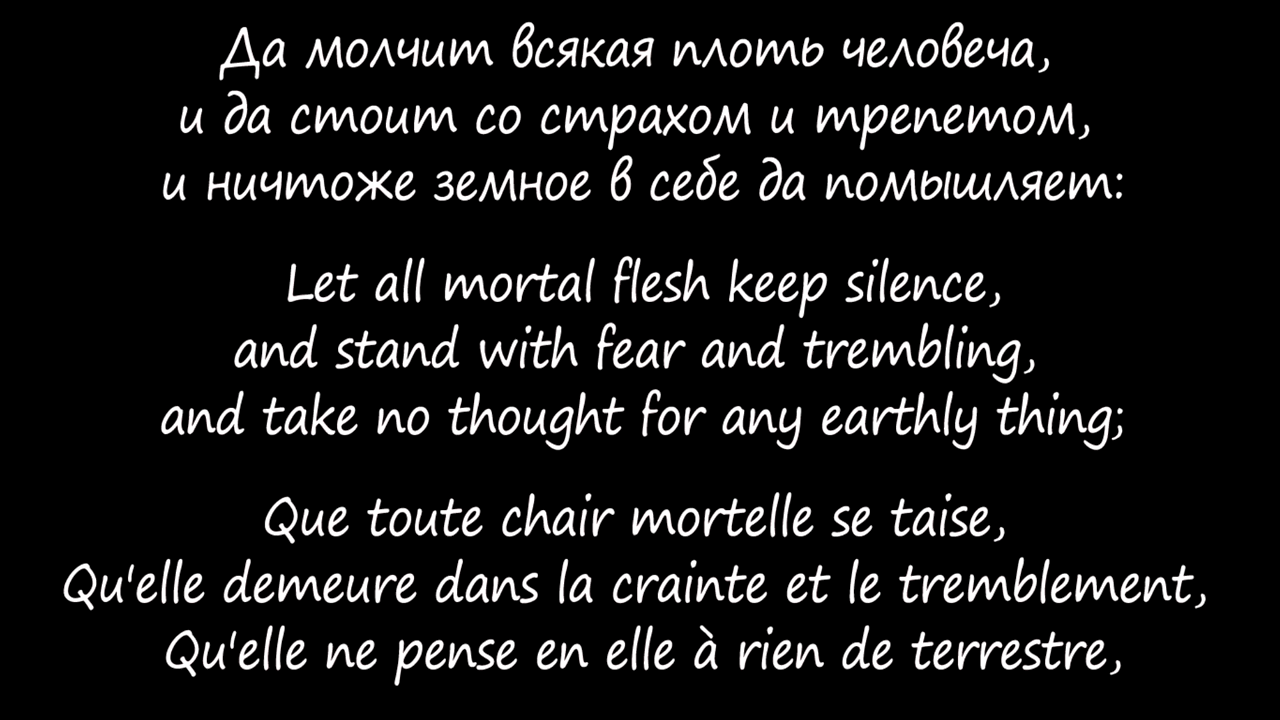 Да молчит всякая плоть человеча,
и да стоит со страхом и трепетом,
и ничтоже земное в себе да помышляет:
Let all mortal flesh keep silence,
and stand with fear and trembling,
and take no thought for any earthly thing;
Que toute chair mortelle se taise,
Qu'elle demeure dans la crainte et le tremblement,
Qu'elle ne pense en elle à rien de terrestre,